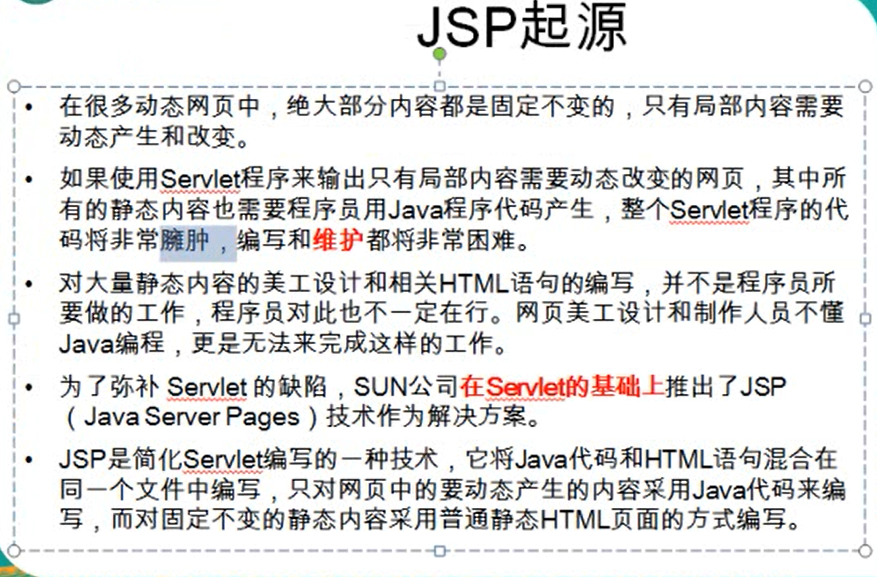 JSP起源
• 在很多动态网页中，绝大部分内容都是固定不变的，只有局部内容需要
动态产生和改变。
• 如果使用Servlet程序来输出只有局部内容需要动态改变的网页，其中所
有的静态内容也需要程序员用Java程序代码产生，整个Servlet程序的代
码将非常臃肿，编写和维护都将非常困难。
• 对大量静态内容的美工设计和相关HTML语句的编写，并不是程序员所
要做的工作，程序员对此也不一定在行。网页美工设计和制作人员不懂
Java编程，更是无法来完成这样的工作。
• 为了弥补 Servlet 的缺陷，SUN公司在Servlet的基础上推出了JSP
（Java Server Pages）技术作为解决方案。
• JSP是简化Servlet编写的一种技术，它将Java代码和HTML语句混合在
同一个文件中编写，只对网页中的要动态产生的内容采用Java代码来编
写，而对固定不变的静态内容采用普通静态HTML页面的方式编写。